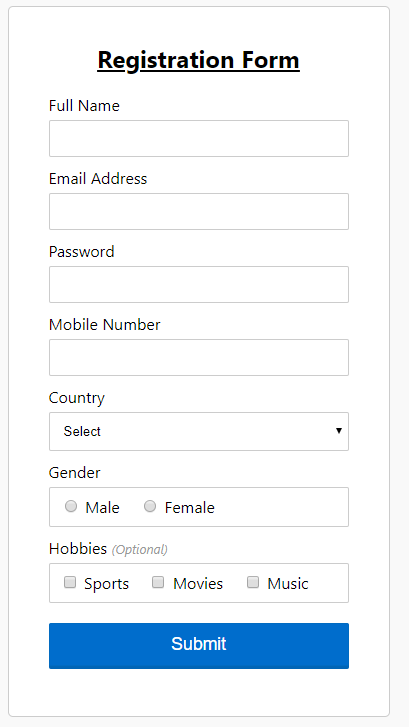 Registration Form
Full Name
Email Address
Password
Mobile Number
Country
Select
Gender
Male Female
Hobbies (Optional)
Sports Movies Music
Submit